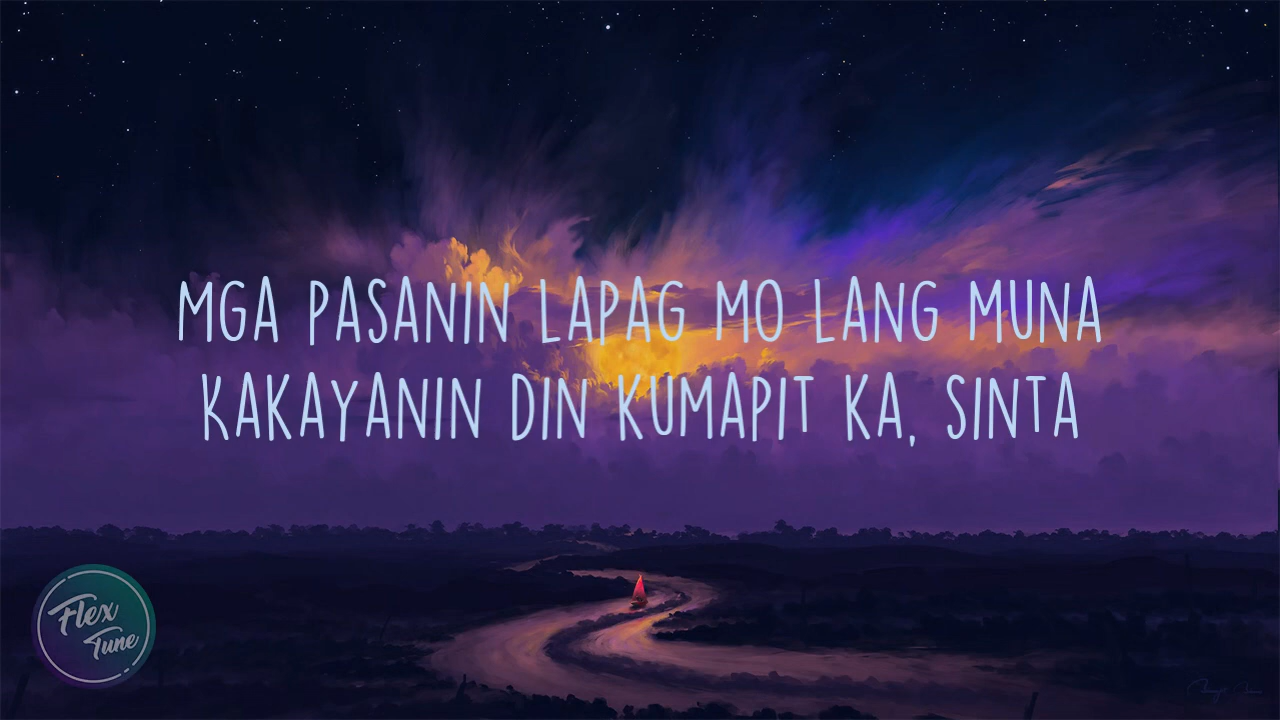 MGA PASANIN LAPAG MO LANG MUNA
KAKAYANIN DIN KUMAPIT KA, SINTA
Flex
Tune